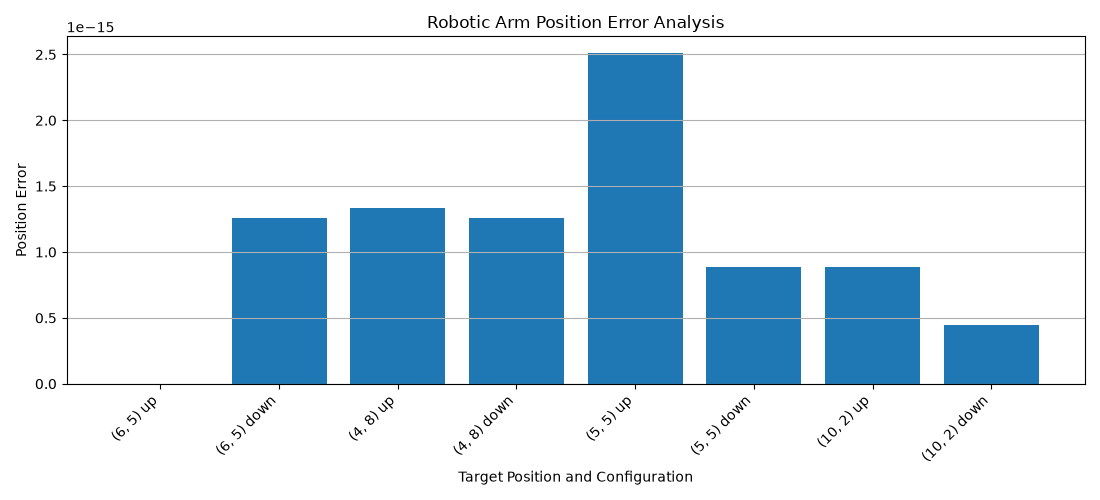 Robotic Arm Position Error Analysis
1e−15
2.5
2.0
1.5
1.0
0.5
0.0
Position Error
(6, 5) up
(6, 5) down
(4, 8) up
(4, 8) down
(5, 5) up
(5, 5) down
(10, 2) up
(10, 2) down
Target Position and Configuration